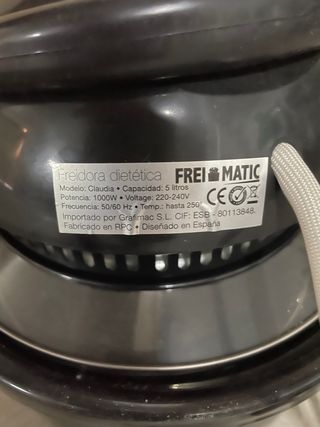 Freidora dietética FREI MATIC
Modelo: Claudia • Capacidad: 5 litros
Potencia: 1000W • Voltage: 220-240V
Frecuencia: 50/60 Hz • Temp.: hasta 250°
Importado por Grafimac S.L. CIF: ESB - 80113848.
Fabricado en RPC • Diseñado en España